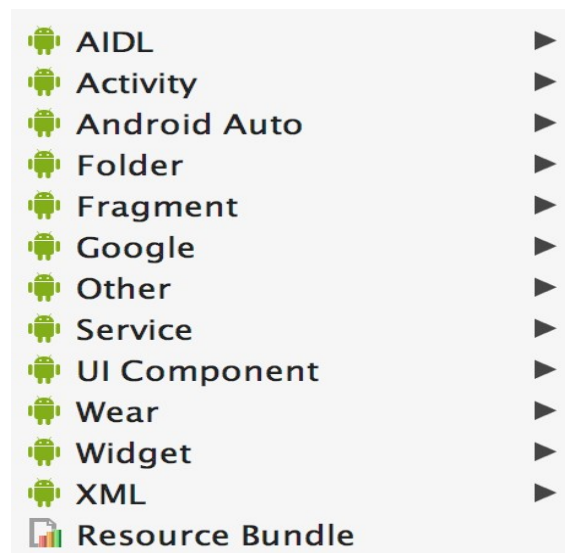 AIDL
Activity
Android Auto
Folder
Fragment
Google
Other
Service
UI Component
Wear
Widget
XML
Resource Bundle